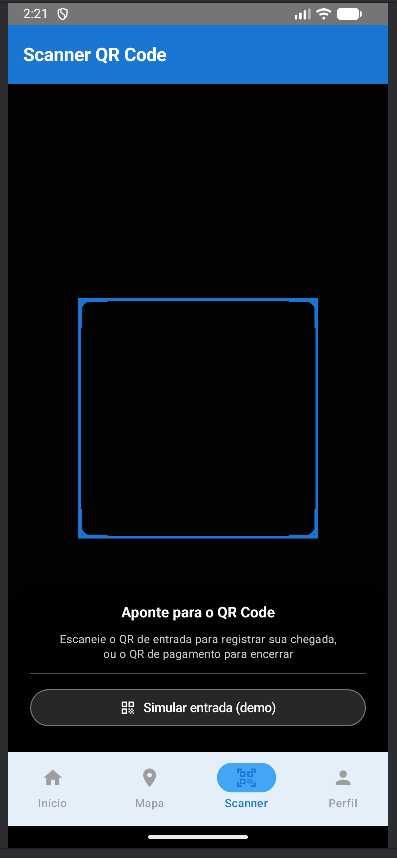 2:21
Scanner QR Code
Aponte para o QR Code
Escaneie o QR de entrada para registrar sua chegada,
ou o QR de pagamento para encerrar
Simular entrada (demo)
Início
Mapa
Scanner
Perfil